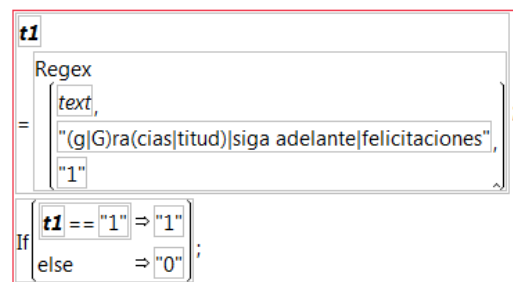 t1
Regex
text,
=
"(g|G)ra(cias|titud)|siga adelante|felicitaciones",
"1"
If t1 == "1" ⇒ "1"
else ⇒ "0" ;